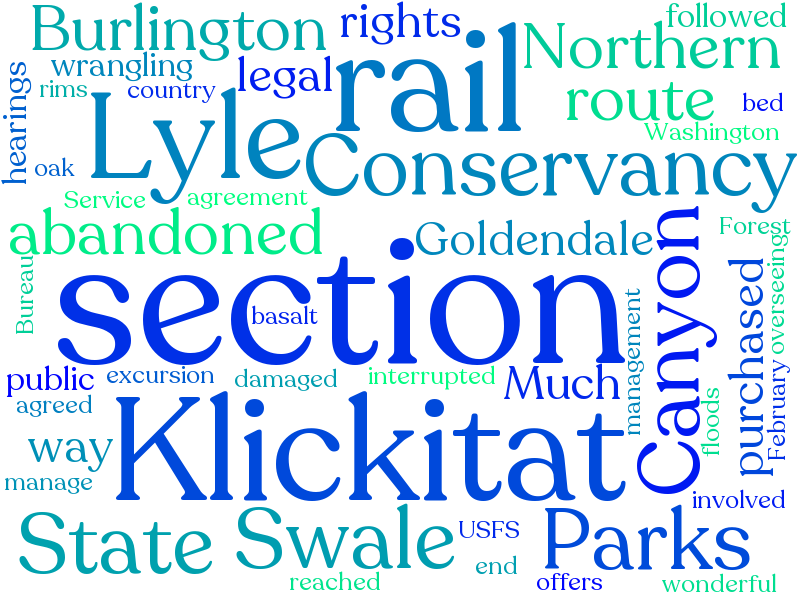 followed
Burlington
rights
rail
Northern
wrangling
legal
rims
country
route
bed
hearings
Lyle
Washington
oak
Conservancy
Service
agreement
abandoned
Goldendale
Canyon
Forest
section
Bureau
basalt
management
purchased
overseeing
public
excursion
damaged
interrupted
Much
February
agreed
floods
Klickitat
way
manage
involved
State
Swale
USFS
Parks
end
reached
offers
wonderful